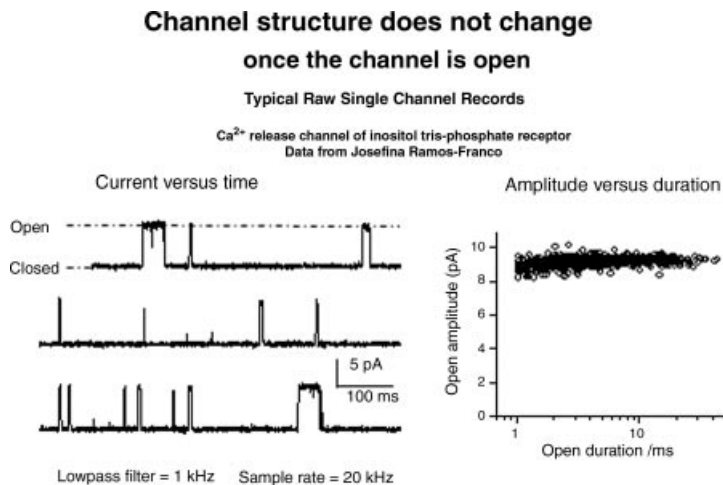 Channel structure does not change
once the channel is open
Typical Raw Single Channel Records
Ca²⁺ release channel of inositol tris-phosphate receptor
Data from Josefina Ramos-Franco
Current versus time
Open
Closed
5 pA
100 ms
Lowpass filter = 1 kHz Sample rate = 20 kHz
Amplitude versus duration
Open amplitude (pA)
10
8
6
4
2
0
1 10
Open duration /ms